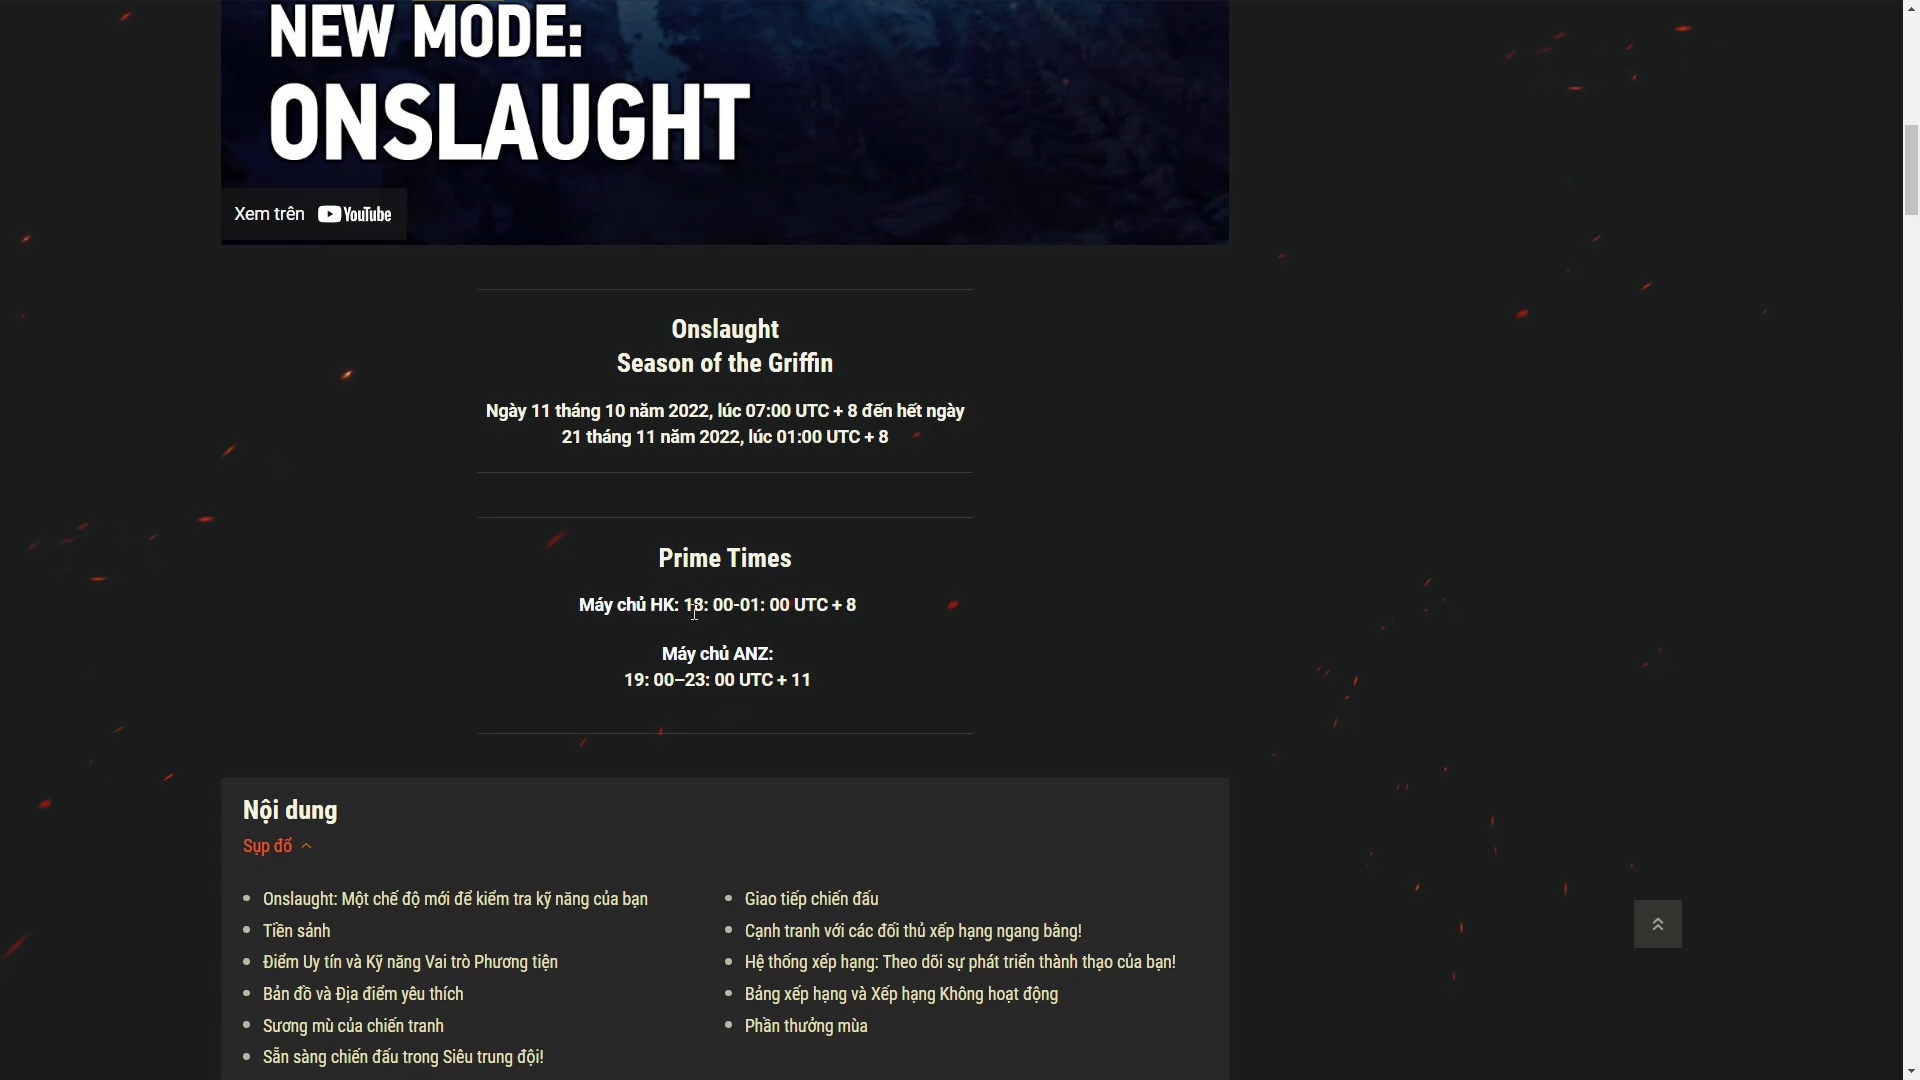 NEW MODE:
ONSLAUGHT
Xem trên YouTube
Onslaught
Season of the Griffin
Ngày 11 tháng 10 năm 2022, lúc 07:00 UTC + 8 đến hết ngày
21 tháng 11 năm 2022, lúc 01:00 UTC + 8
Prime Times
Máy chủ HK: 18: 00-01: 00 UTC + 8
Máy chủ ANZ:
19: 00–23: 00 UTC + 11
Nội dung
Sụp đổ
Onslaught: Một chế độ mới để kiểm tra kỹ năng của bạn
Tiền sảnh
Điểm Uy tín và Kỹ năng Vai trò Phương tiện
Bản đồ và Địa điểm yêu thích
Sương mù của chiến tranh
Sẵn sàng chiến đấu trong Siêu trung đội!
Giao tiếp chiến đấu
Cạnh tranh với các đối thủ xếp hạng ngang bằng!
Hệ thống xếp hạng: Theo dõi sự phát triển thành thạo của bạn!
Bảng xếp hạng và Xếp hạng Không hoạt động
Phần thưởng mùa